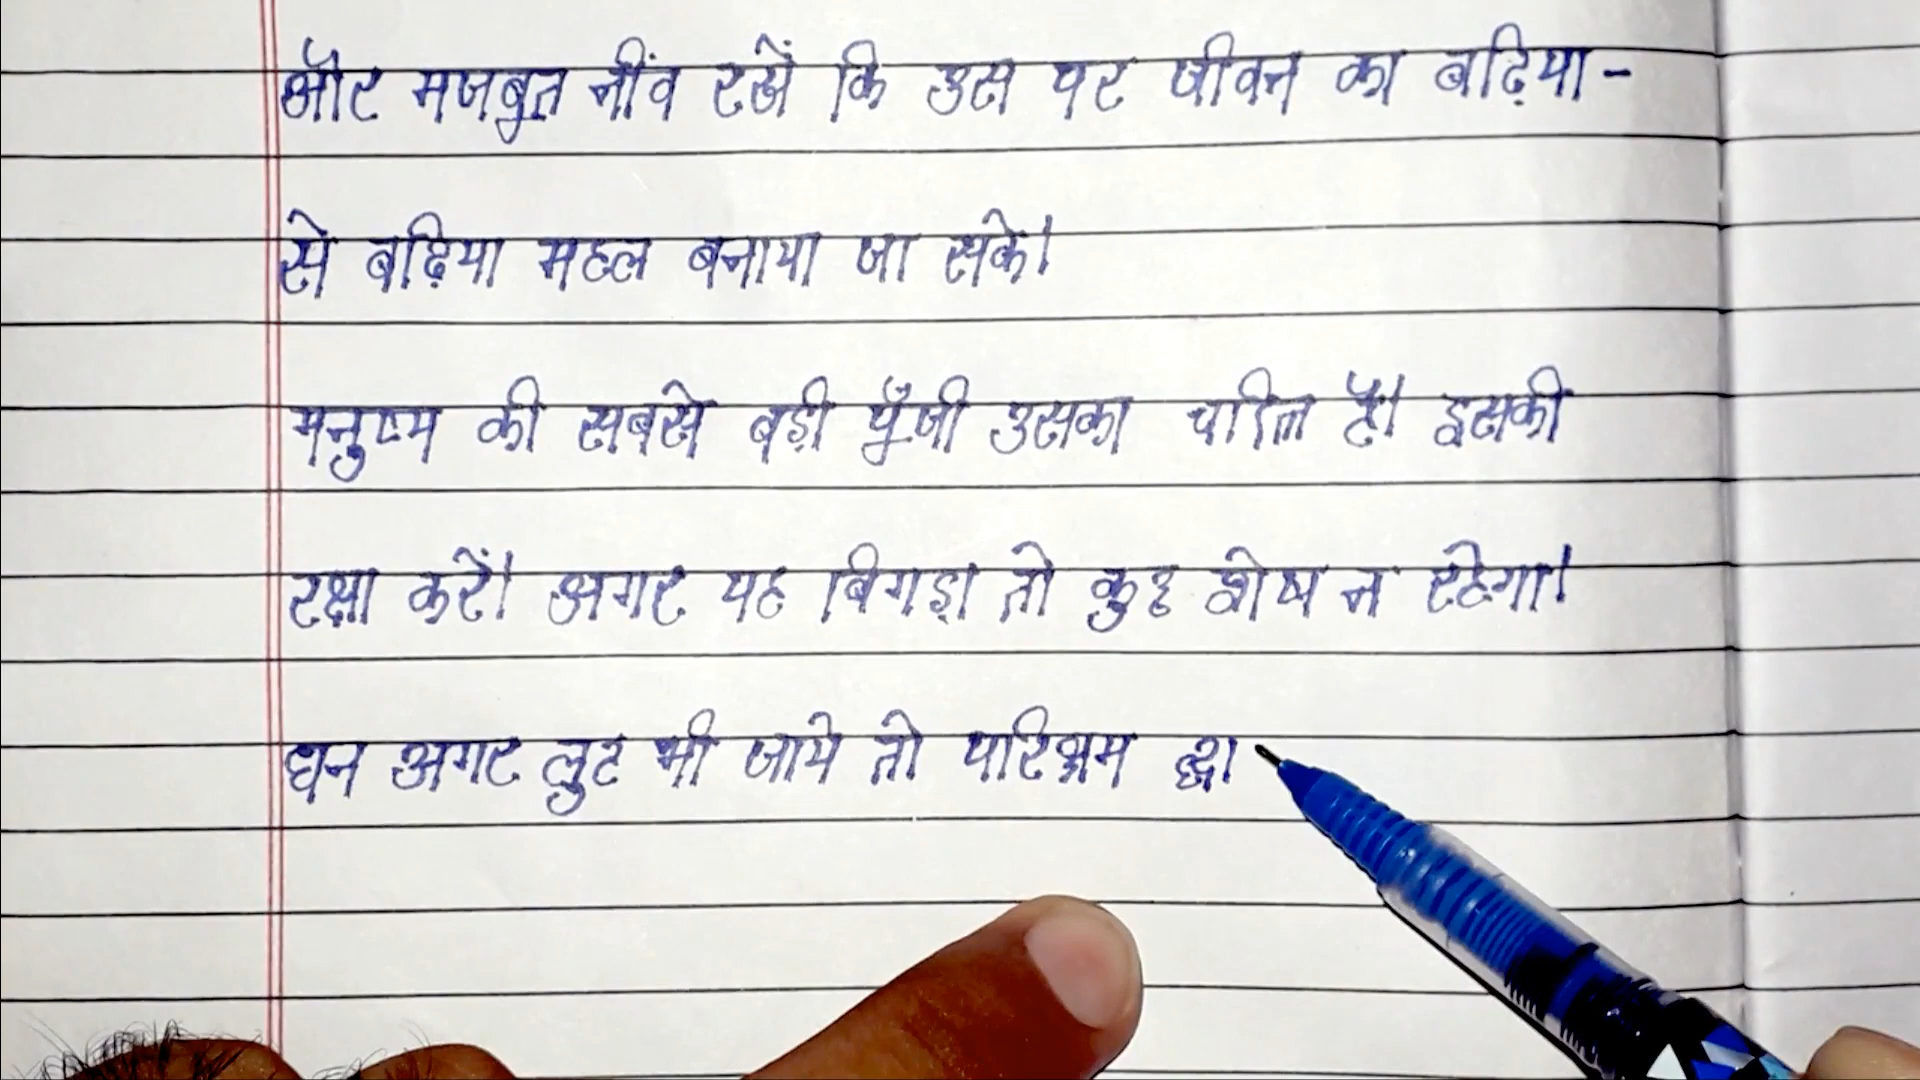 और मजबूत नींव रखें कि उस पर जीवन का बढ़िया-
से बढ़िया महल बनाया जा सके।
मनुष्य की सबसे बड़ी पूँजी उसका चरित्र है। इसकी
रक्षा करें। अगर यह बिगड़ा तो कुछ शेष न रहेगा।
धन अगर लुट भी जाये तो परिश्रम द्वा